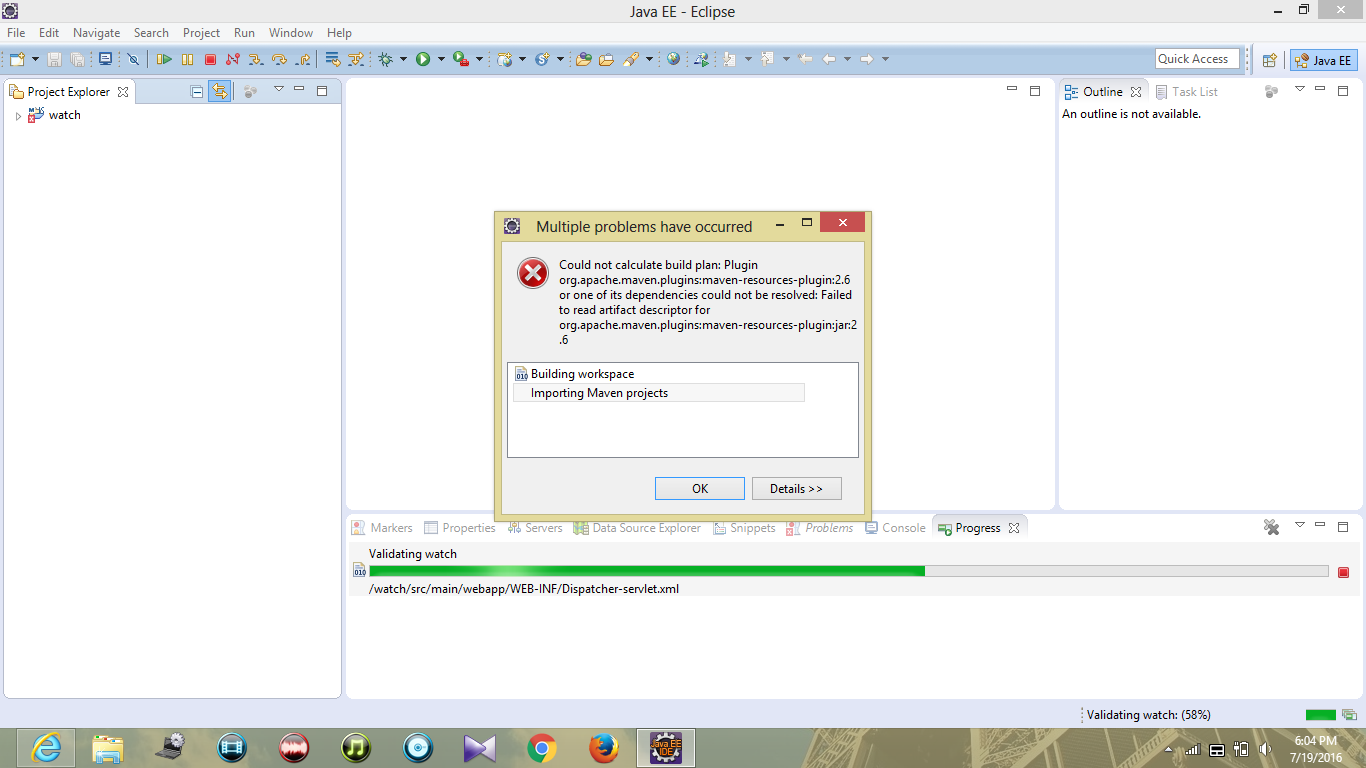 Java EE - Eclipse
File Edit Navigate Search Project Run Window Help
Quick Access
Java EE
Project Explorer
watch
Outline
Task List
An outline is not available.
Multiple problems have occurred
Could not calculate build plan: Plugin
org.apache.maven.plugins:maven-resources-plugin:2.6
or one of its dependencies could not be resolved: Failed
to read artifact descriptor for
org.apache.maven.plugins:maven-resources-plugin:jar:2
.6
010 Building workspace
Importing Maven projects
OK
Details >>
Markers Properties Servers Data Source Explorer Snippets Problems Console Progress
Validating watch
010
/watch/src/main/webapp/WEB-INF/Dispatcher-servlet.xml
Validating watch: (58%)
Java EE
IDE
6:04 PM
7/19/2016